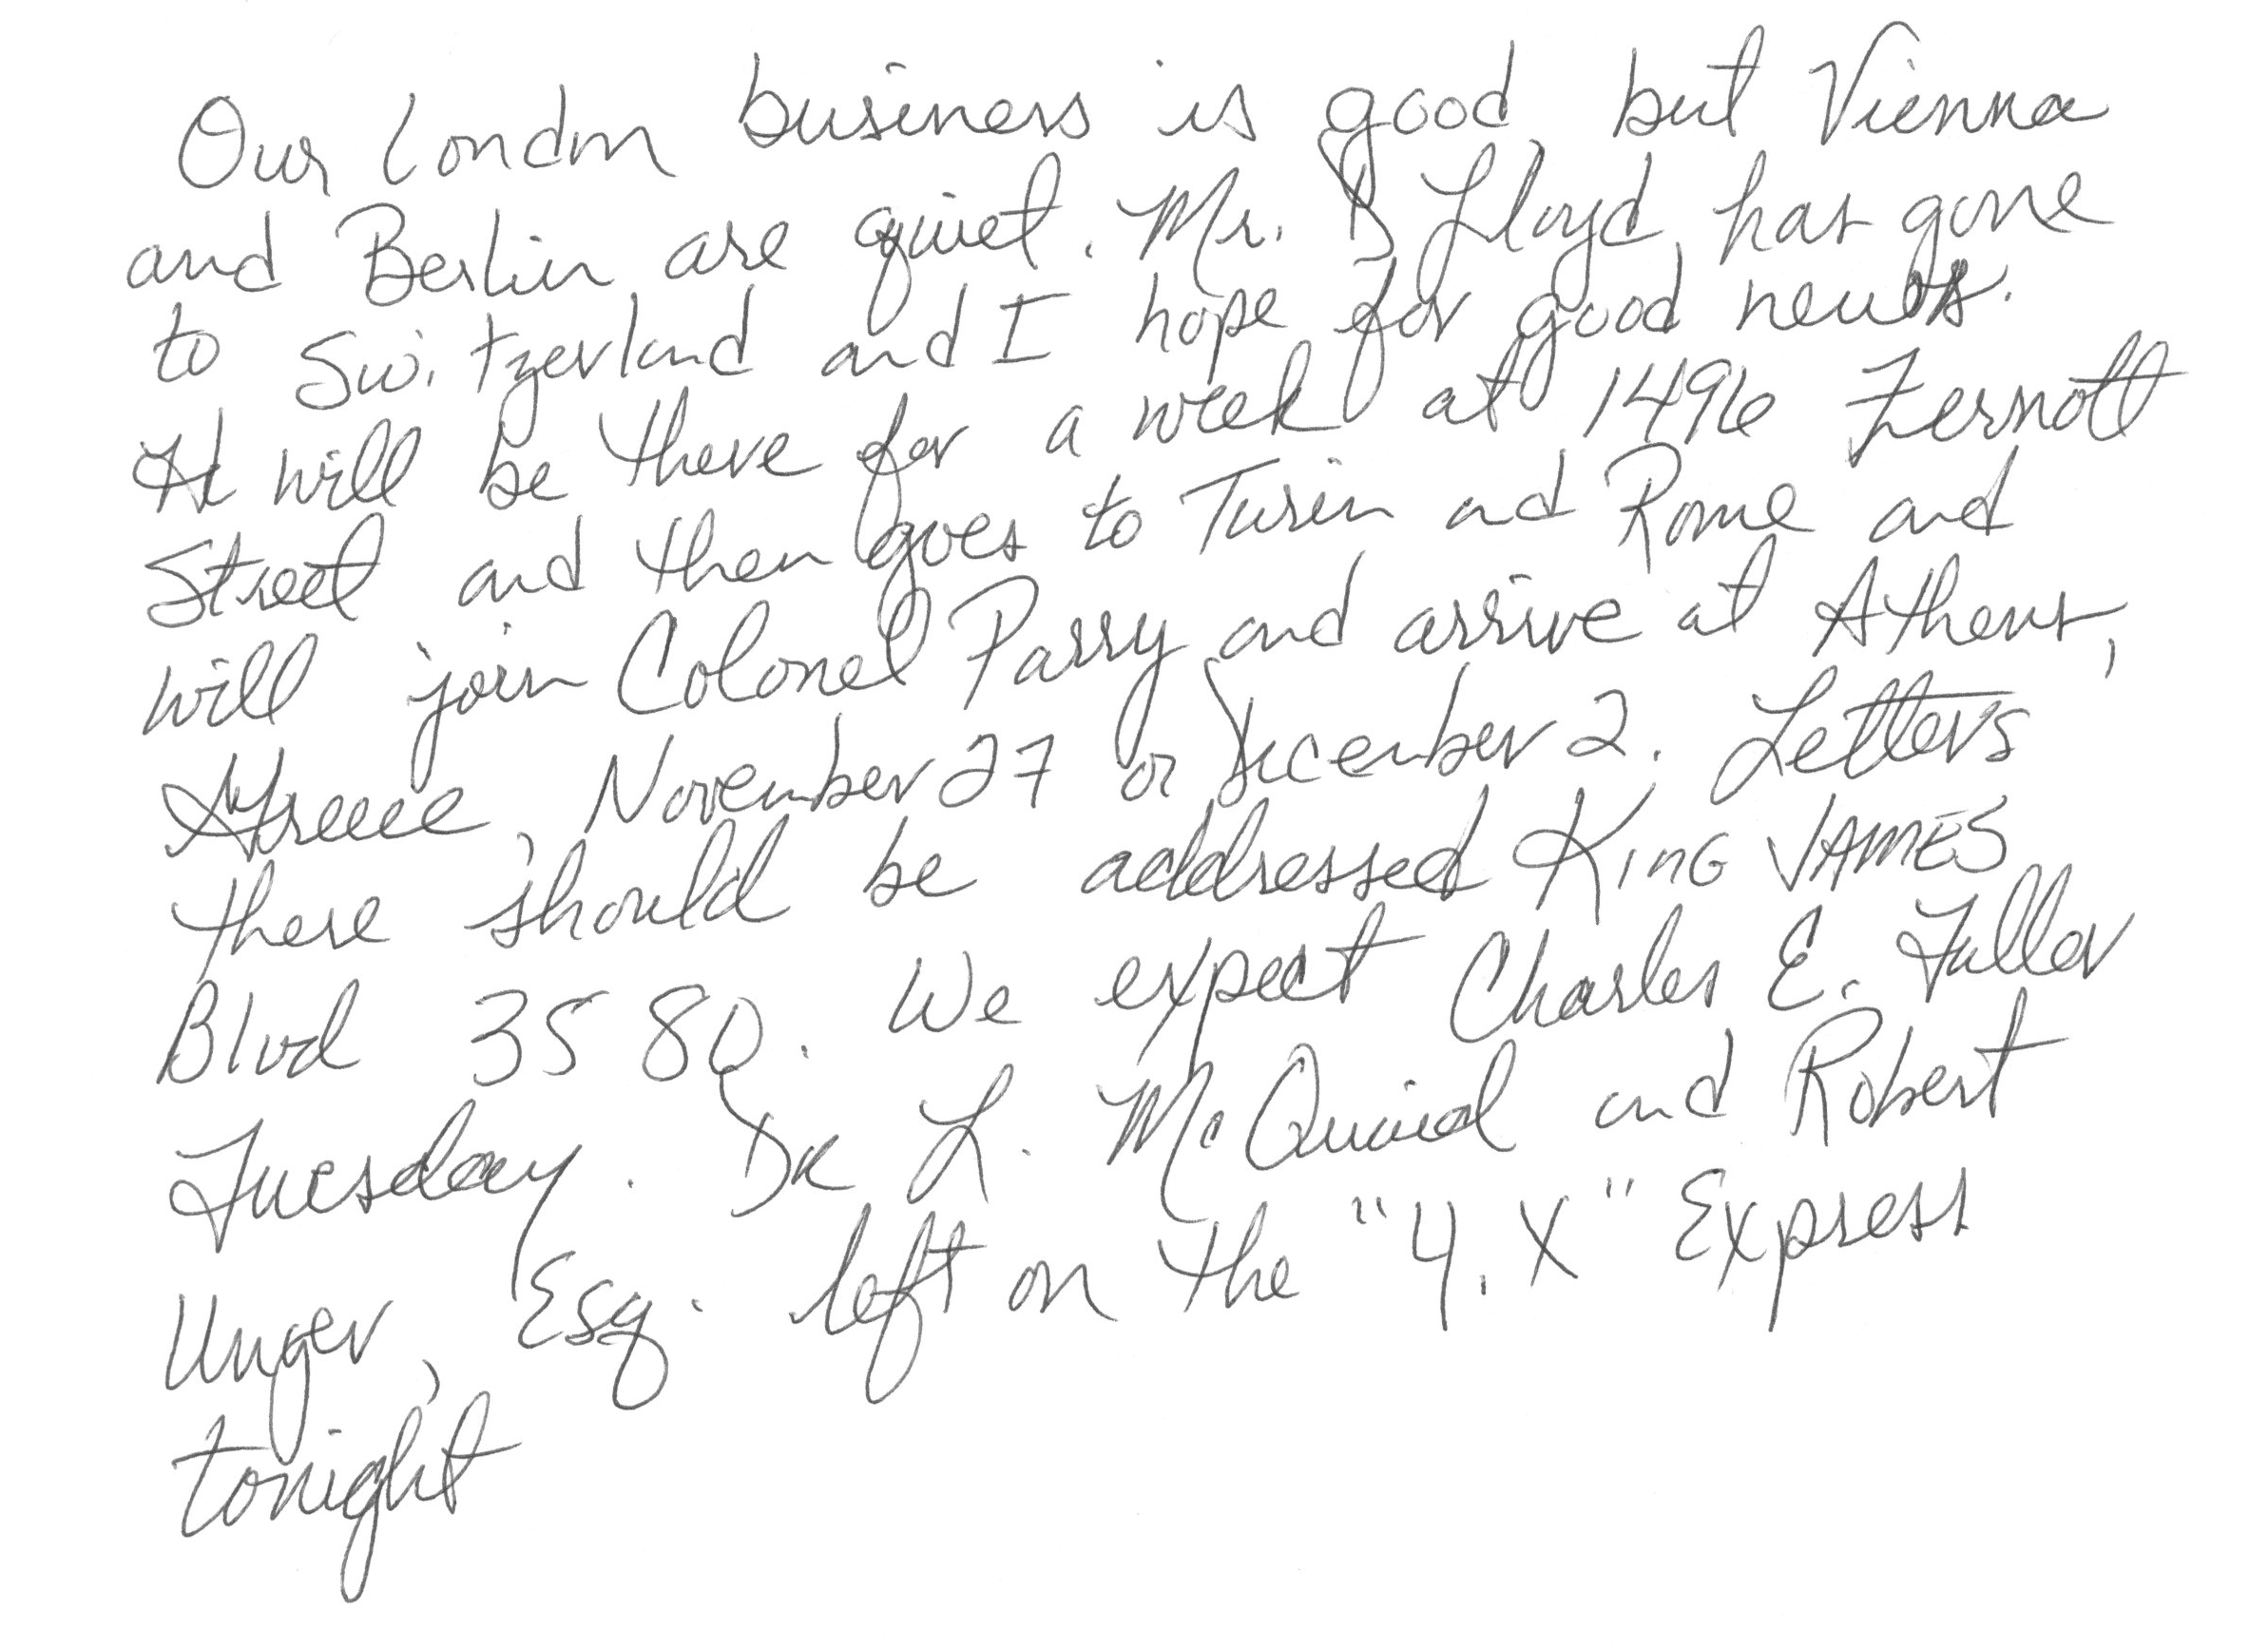 Our London business is good, but Vienna
and Berlin are quiet. Mr. D Lloyd has gone
to Switzerland and I hope for good news.
He will be there for a week at 1496 Zermott
Street and then goes to Turin and Rome and
will join Colonel Parry and arrive at Athens,
Greece, November 27 or December 2. Letters
there should be addressed KING JAMES
Blvd 3580. We expect Charles E. Fuller
Tuesday. Dr L. McQuaid and Robert
Unger, Esq. left on the "Y.X" Express
tonight